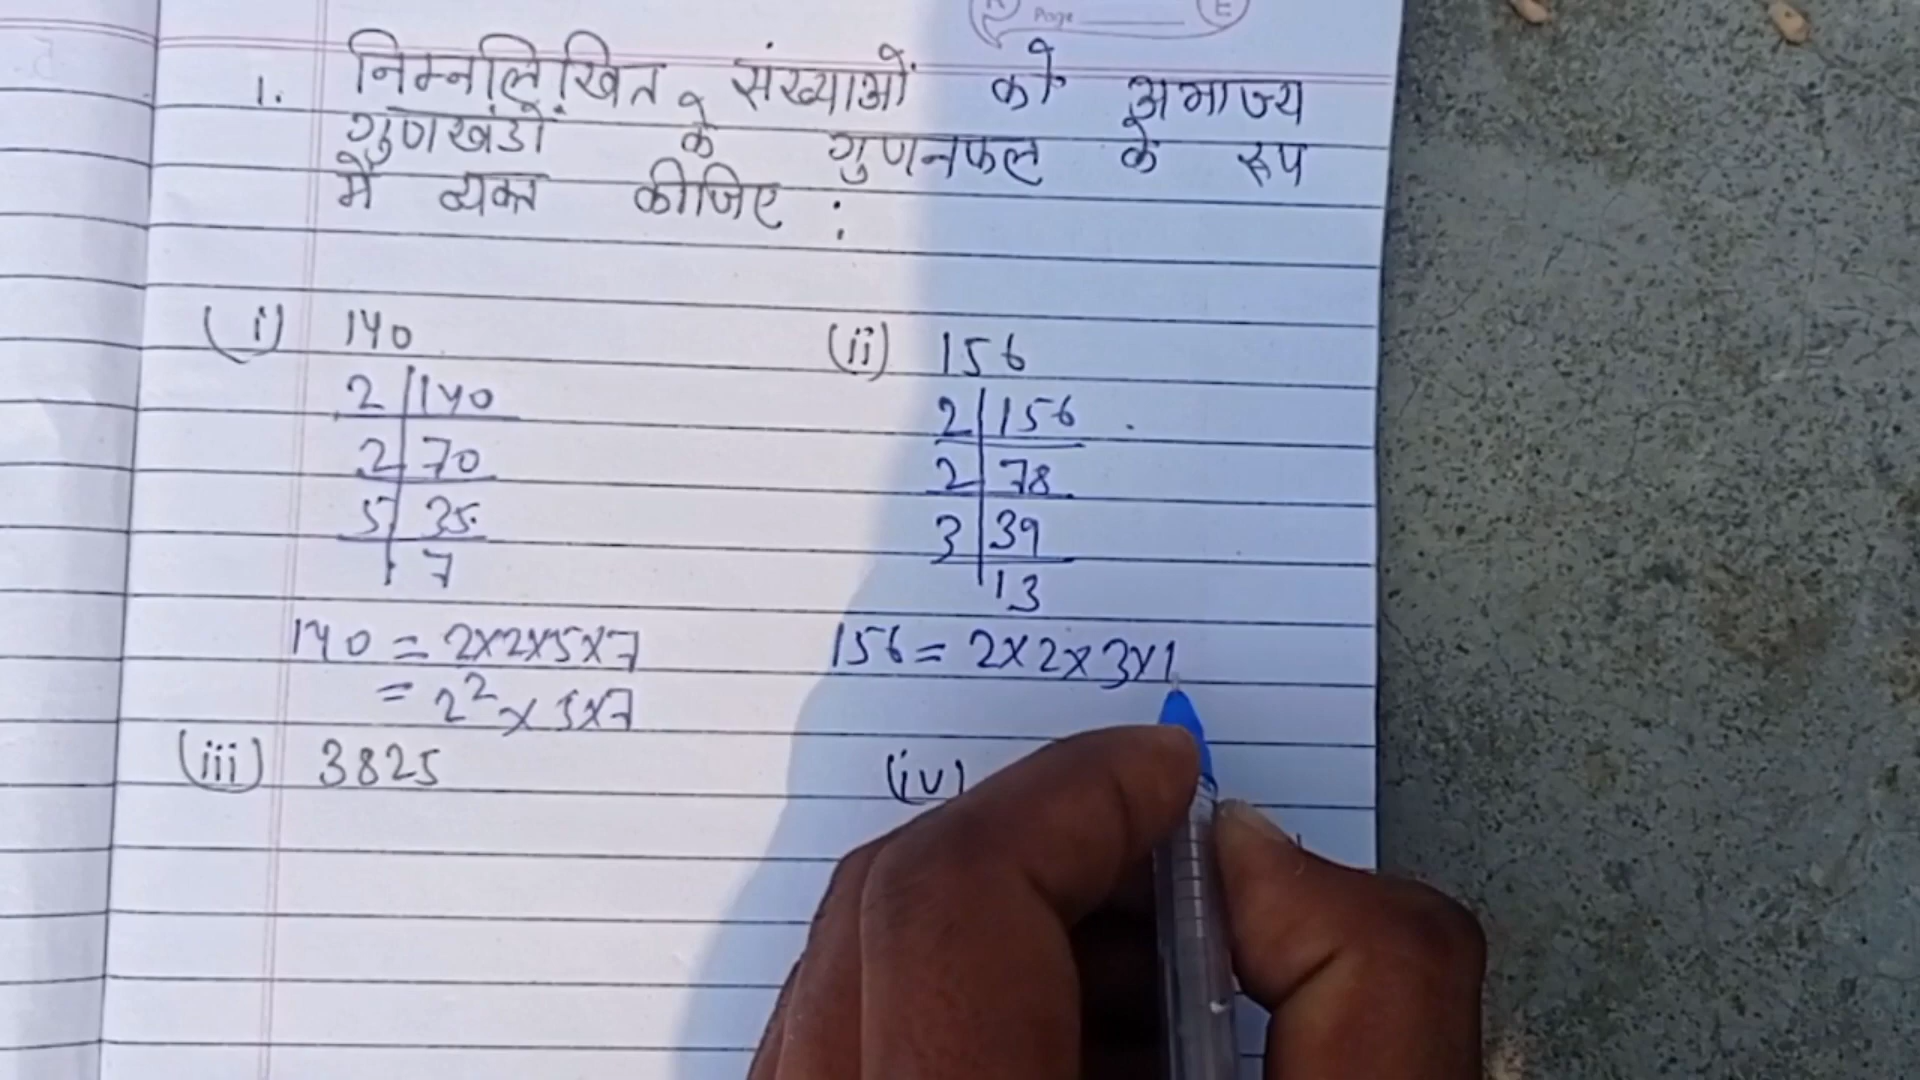 Page
1. निम्नलिखित संख्याओं को अभाज्य
गुणखंडों के गुणनफल के रूप
में व्यक्त कीजिए :
(i) 140
2 140
2 70
5 35
7
140 = 2×2×5×7
= 2² × 5×7
(ii) 156
2 156
2 78
3 39
13
156 = 2×2×3×1
(iii) 3825
(iv)